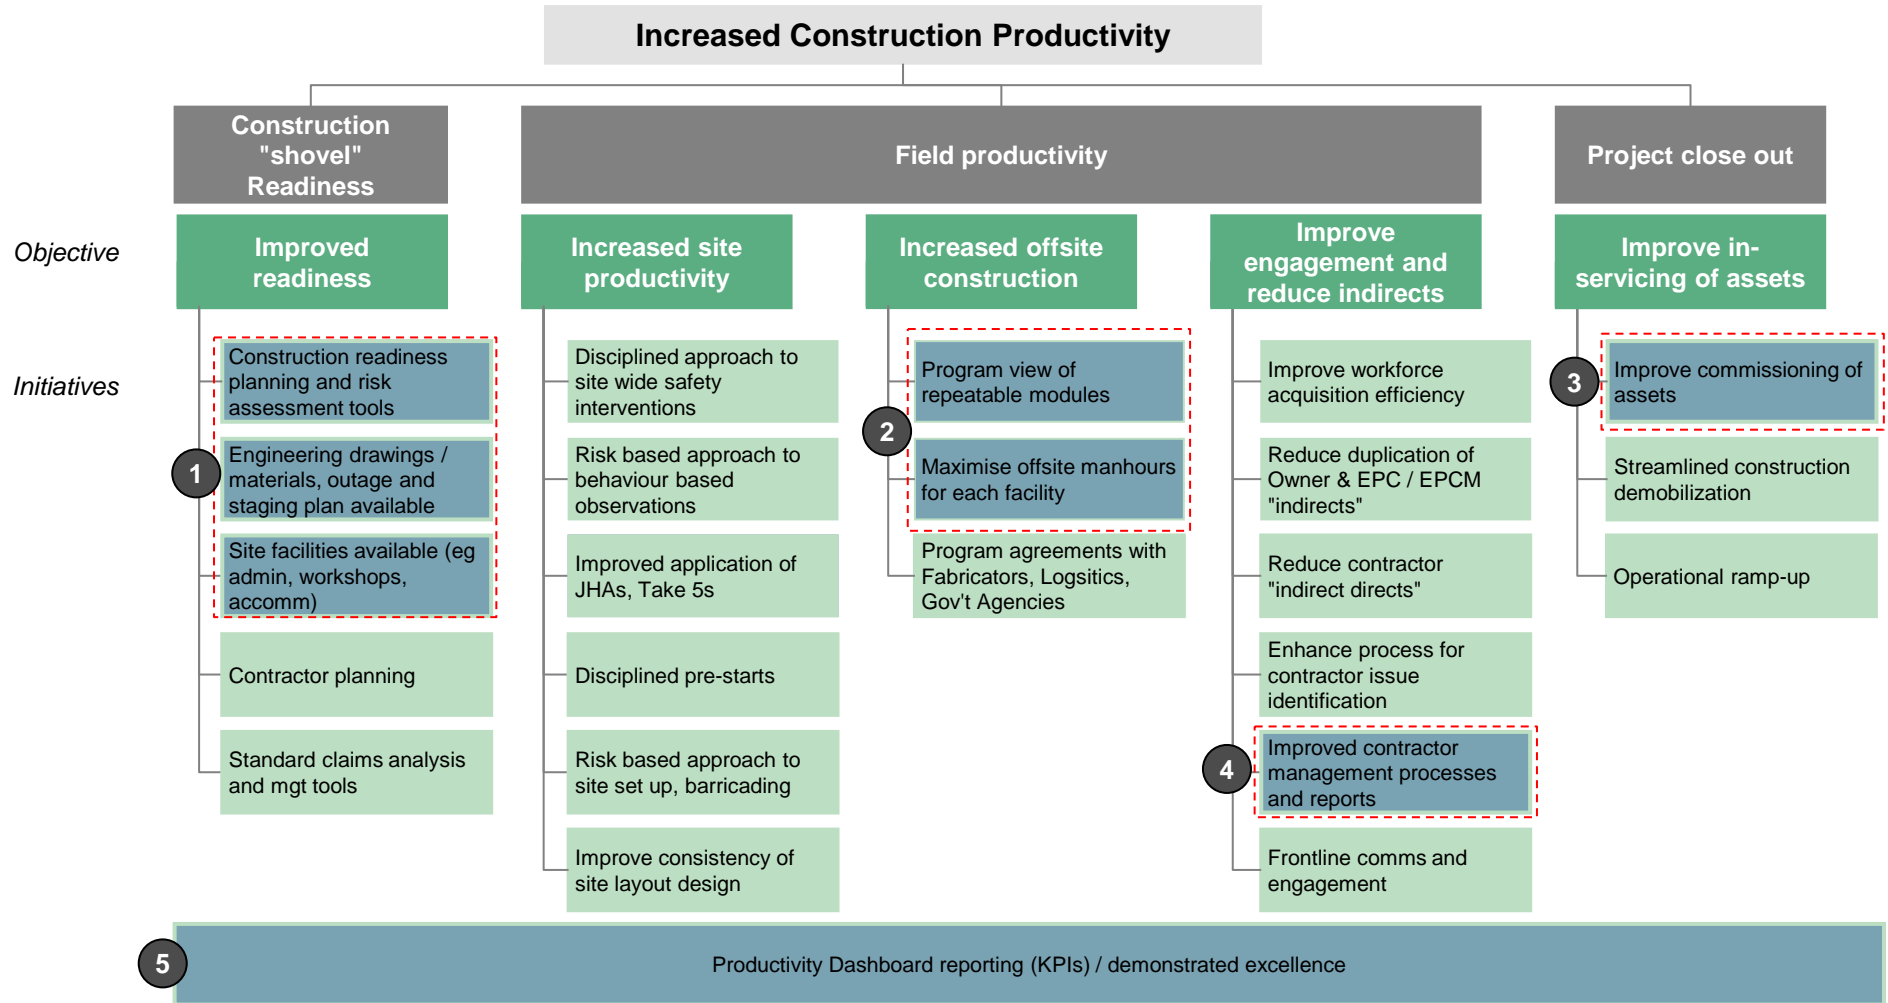 Increased Construction Productivity
Construction
"shovel"
Readiness
Field productivity
Project close out
Objective
Improved
readiness
Increased site
productivity
Increased offsite
construction
Improve
engagement and
reduce indirects
Improve in-
servicing of assets
Initiatives
1
Construction readiness
planning and risk
assessment tools
Engineering drawings /
materials, outage and
staging plan available
Site facilities available (eg
admin, workshops,
accomm)
Contractor planning
Standard claims analysis
and mgt tools
Disciplined approach to
site wide safety
interventions
Risk based approach to
behaviour based
observations
Improved application of
JHAs, Take 5s
Disciplined pre-starts
Risk based approach to
site set up, barricading
Improve consistency of
site layout design
2
Program view of
repeatable modules
Maximise offsite manhours
for each facility
Program agreements with
Fabricators, Logsitics,
Gov't Agencies
Improve workforce
acquisition efficiency
Reduce duplication of
Owner & EPC / EPCM
"indirects"
Reduce contractor
"indirect directs"
Enhance process for
contractor issue
identification
4
Improved contractor
management processes
and reports
Frontline comms and
engagement
3
Improve commissioning of
assets
Streamlined construction
demobilization
Operational ramp-up
5
Productivity Dashboard reporting (KPIs) / demonstrated excellence